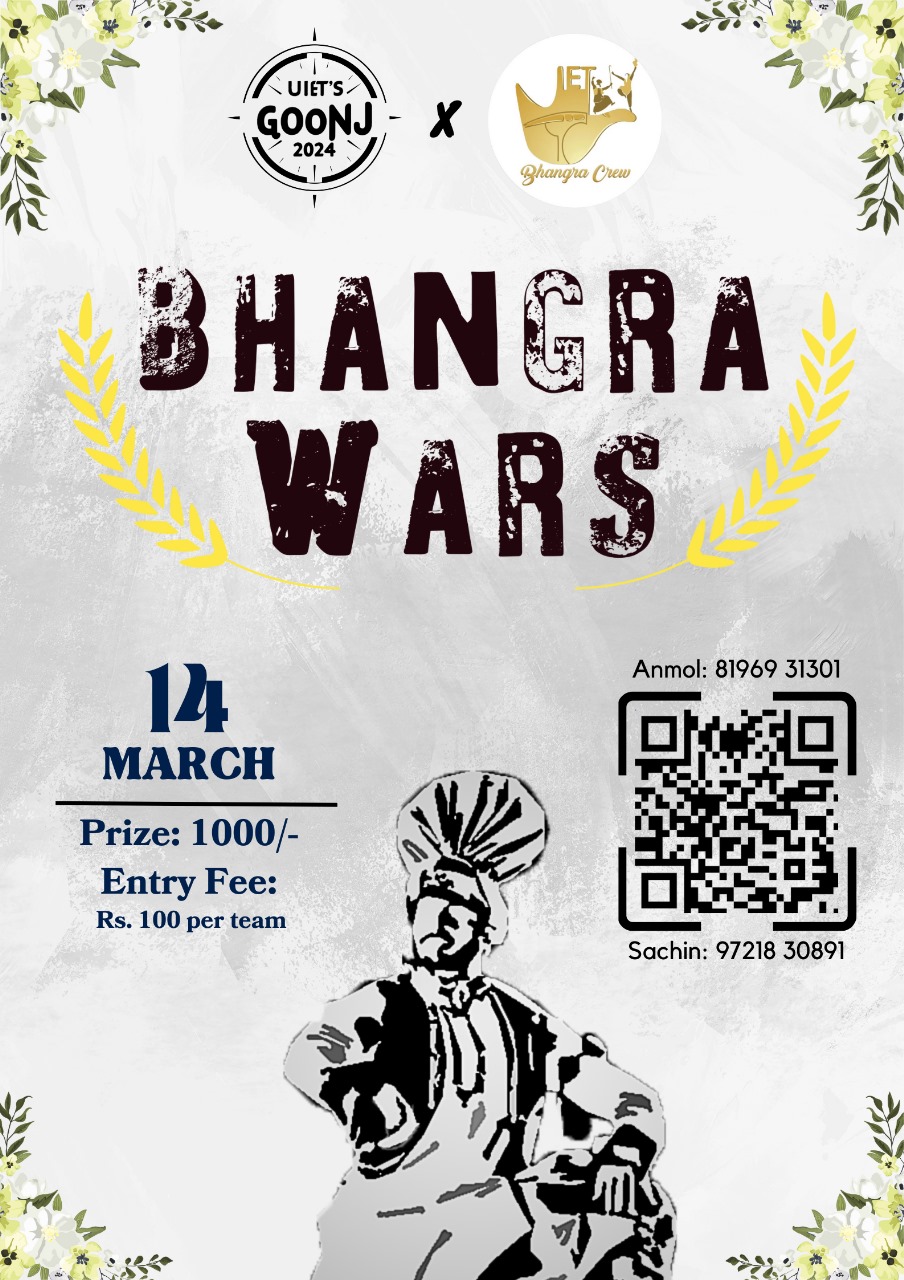 UIET'S
GOONJ
2024
X
UIET
Bhangra Crew
BHANGRA
WARS
14
MARCH
Prize: 1000/-
Entry Fee:
Rs. 100 per team
Anmol: 81969 31301
Sachin: 97218 30891